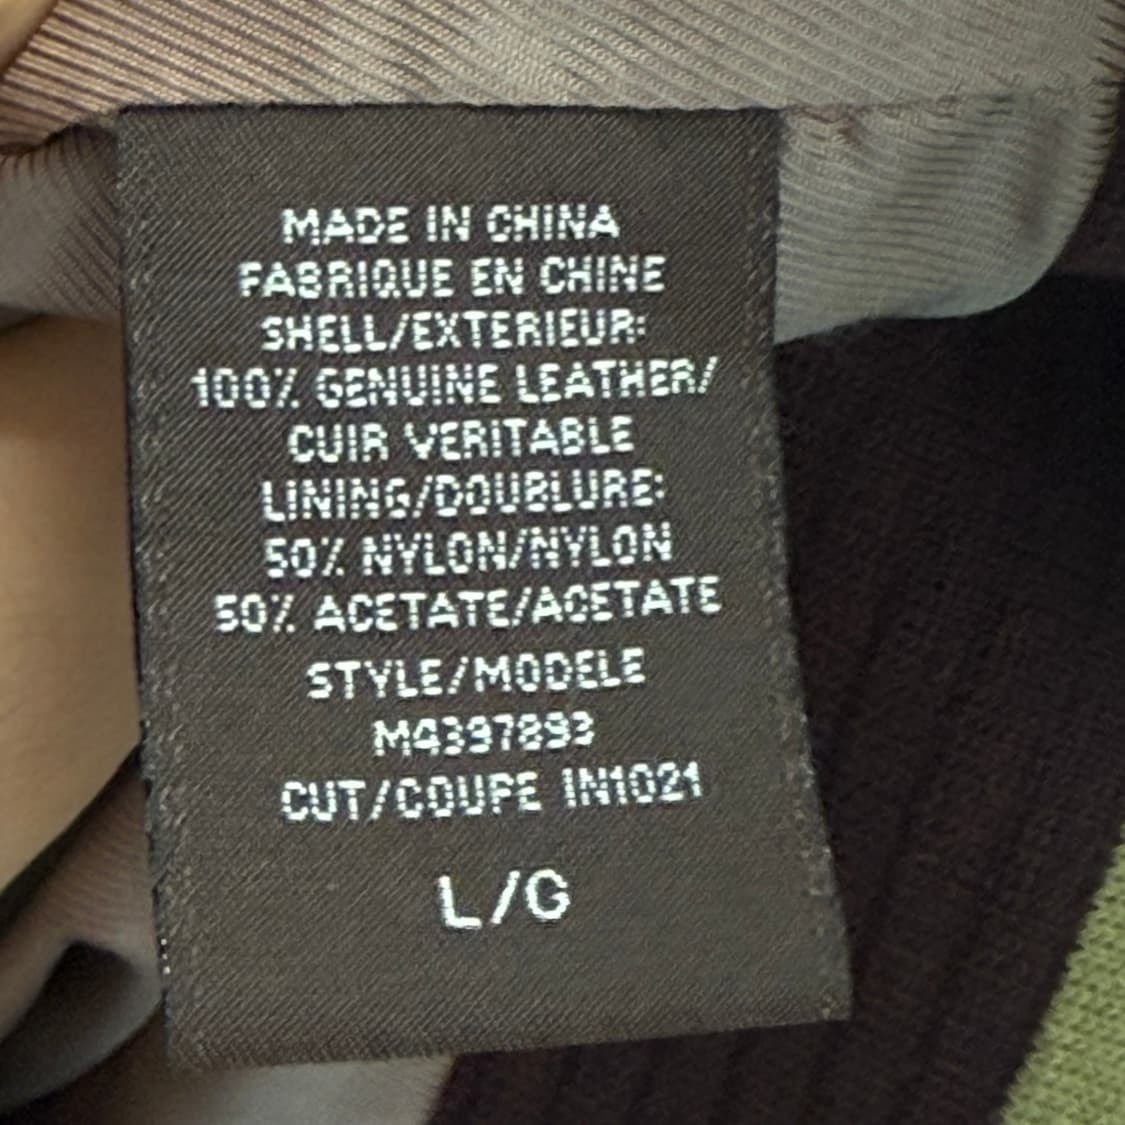 MADE IN CHINA
FABRIQUE EN CHINE
SHELL/EXTERIEUR:
100% GENUINE LEATHER/
CUIR VERITABLE
LINING/DOUBLURE:
50% NYLON/NYLON
50% ACETATE/ACETATE
STYLE/MODELE
M4397893
CUT/COUPE IN1021
L/G